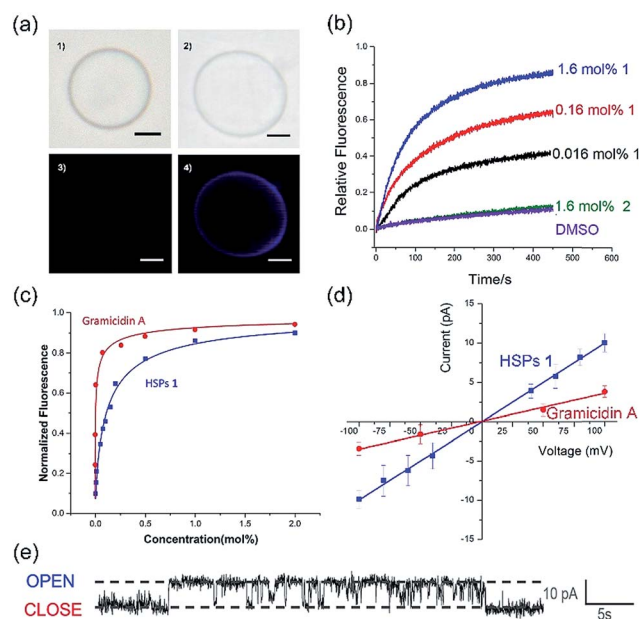 (a)
1)
2)
3)
4)
(b)
Relative Fluorescence
1.0
0.8
0.6
0.4
0.2
0.0
1.6 mol% 1
0.16 mol% 1
0.016 mol% 1
1.6 mol% 2
DMSO
0 100 200 300 400 500 600
Time/s
(c)
Normalized Fluorescence
1.0
0.8
0.6
0.4
0.2
0.0
Gramicidin A
HSPs 1
0.0 0.5 1.0 1.5 2.0
Concentration(mol%)
(d)
Current (pA)
15
10
5
-5
-10
-15
HSPs 1
Gramicidin A
-100 -75 -50 -25 25 50 75 100
Voltage (mV)
(e)
OPEN
CLOSE
10 pA
5s